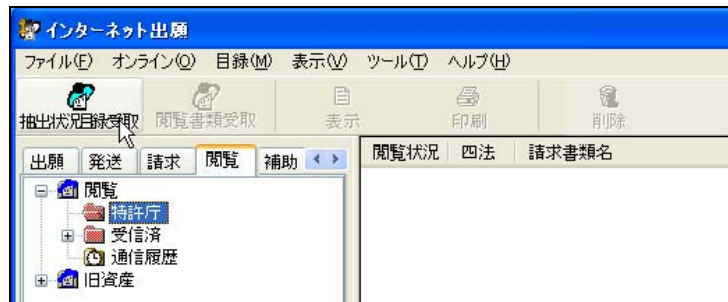 インターネット出願
ファイル(F) オンライン(O) 目録(M) 表示(V) ツール(T) ヘルプ(H)
抽出状況目録受取 閲覧書類受取 表示 印刷 削除
出願 発送 請求 閲覧 補助
閲覧状況 四法 請求書類名
閲覧
特許庁
受信済
通信履歴
旧資産